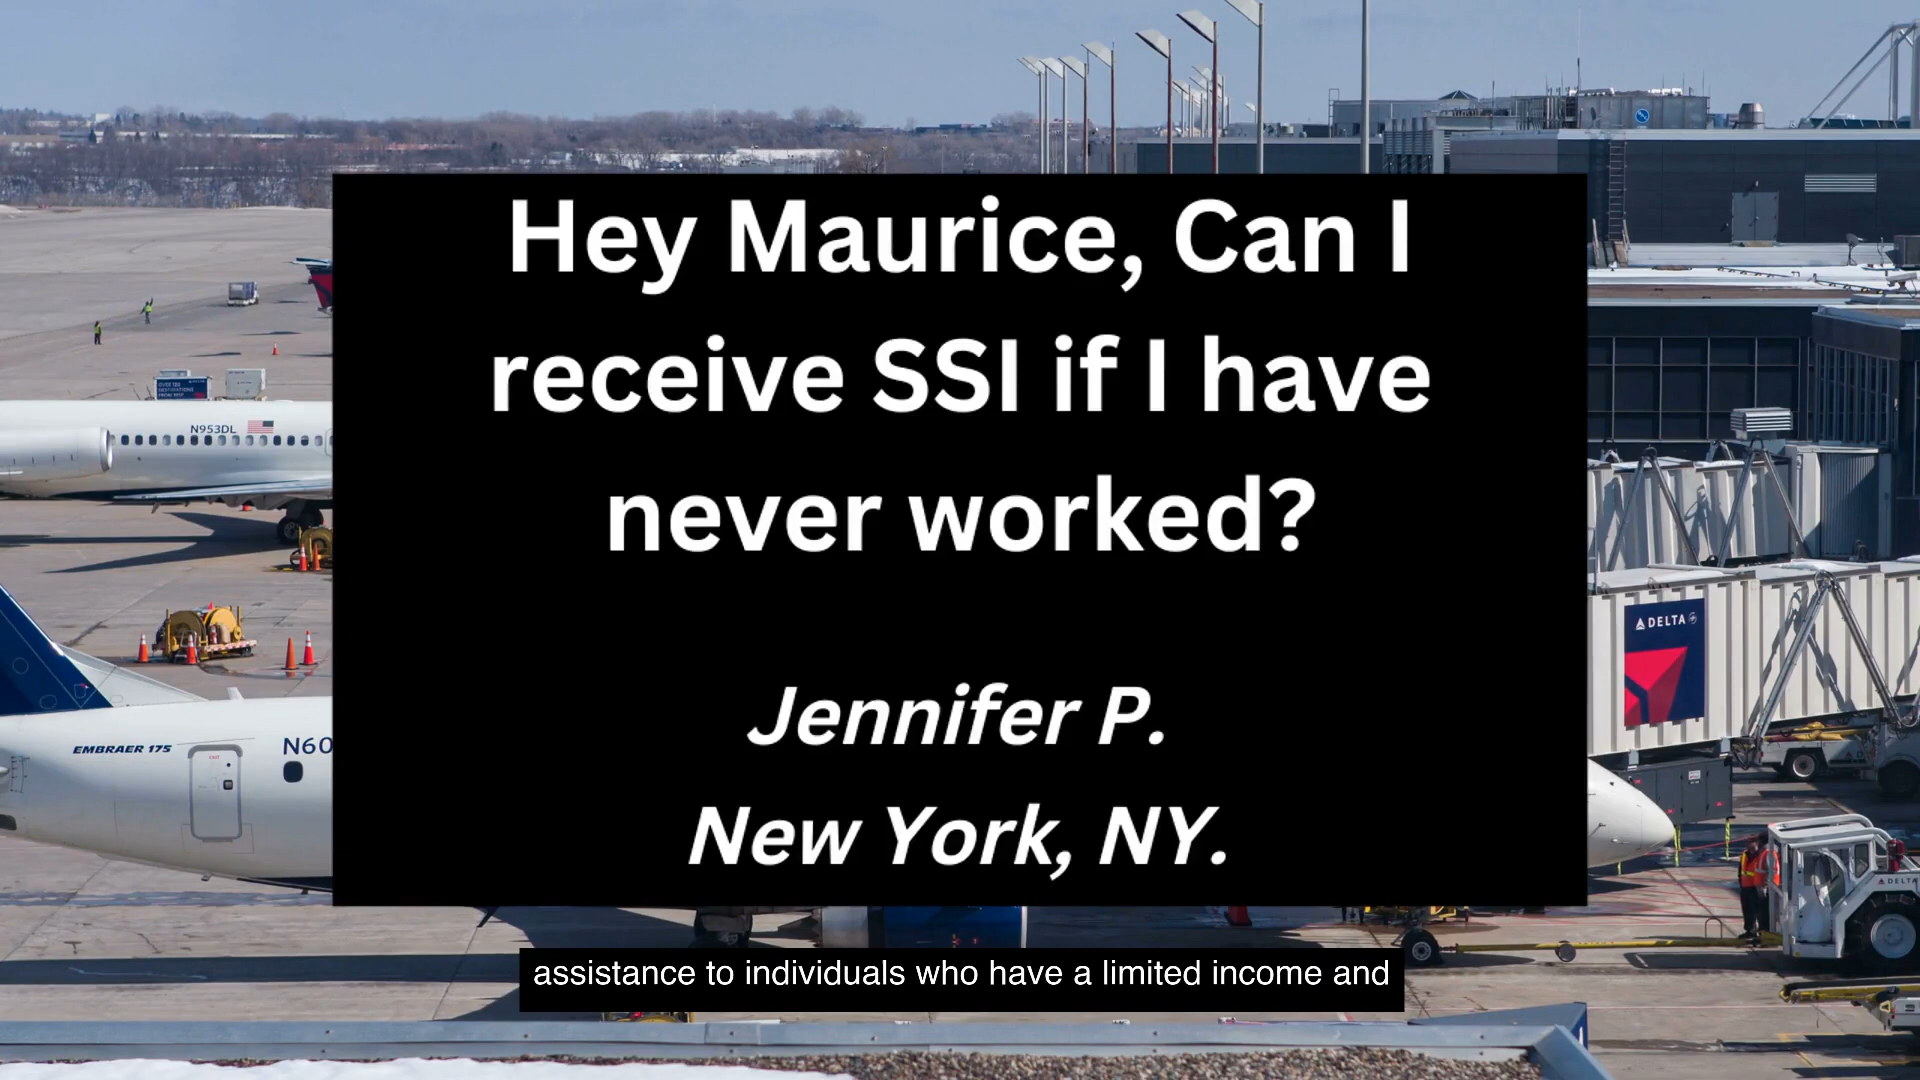 Hey Maurice, Can I
receive SSI if I have
never worked?
Jennifer P.
New York, NY.
assistance to individuals who have a limited income and
N953DL
EMBRAER 175
N60
DELTA
DELTA